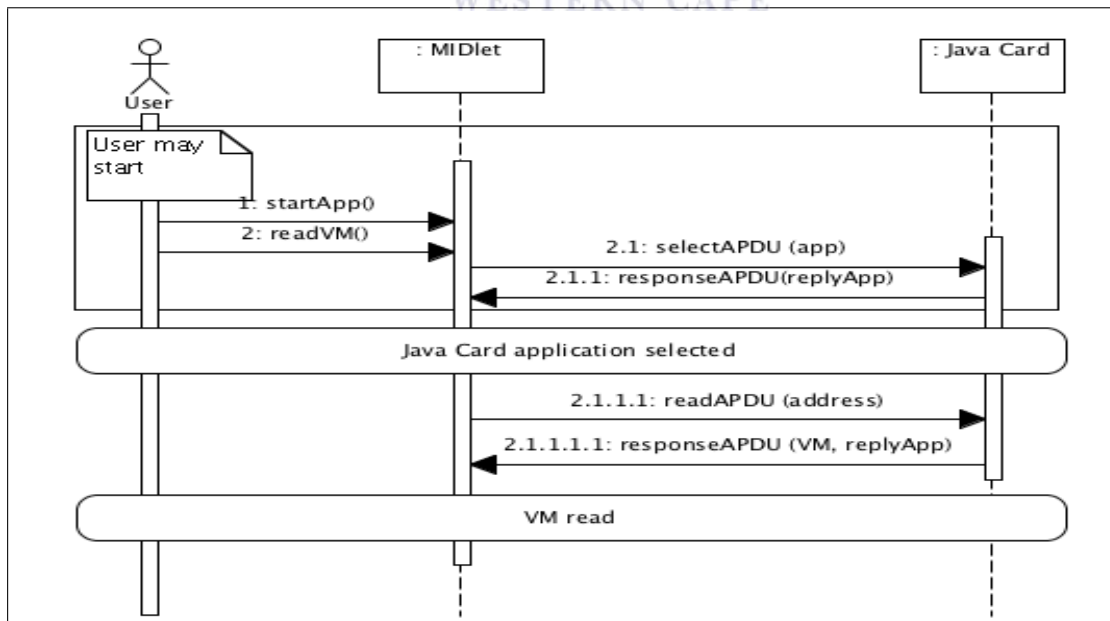 WESTERN CAPE
: MIDlet
: Java Card
User
User may
start
1: startApp()
2: readVM()
2.1: selectAPDU (app)
2.1.1: responseAPDU(replyApp)
Java Card application selected
2.1.1.1: readAPDU (address)
2.1.1.1.1: responseAPDU (VM, replyApp)
VM read